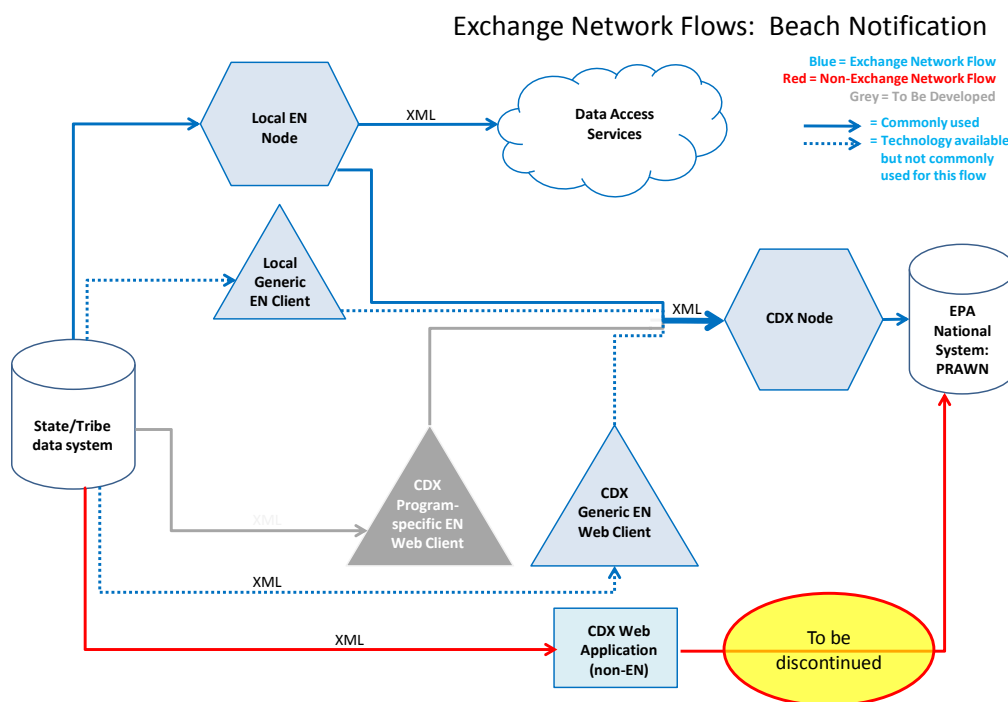 Exchange Network Flows: Beach Notification
Blue = Exchange Network Flow
Red = Non-Exchange Network Flow
Grey = To Be Developed
= Commonly used
= Technology available
but not commonly
used for this flow
Local EN
Node
XML
Data Access
Services
Local
Generic
EN Client
XML
CDX Node
EPA
National
System:
PRAWN
State/Tribe
data system
CDX
Program-
specific EN
Web Client
XML
CDX
Generic EN
Web Client
XML
XML
CDX Web
Application
(non-EN)
To be
discontinued